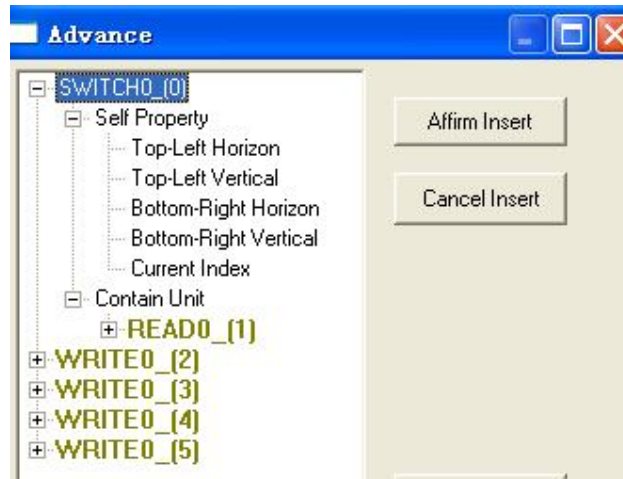 Advance
SWITCH0_(0)
Self Property
Top-Left Horizon
Top-Left Vertical
Bottom-Right Horizon
Bottom-Right Vertical
Current Index
Contain Unit
READ0_(1)
WRITE0_(2)
WRITE0_(3)
WRITE0_(4)
WRITE0_(5)
Affirm Insert
Cancel Insert